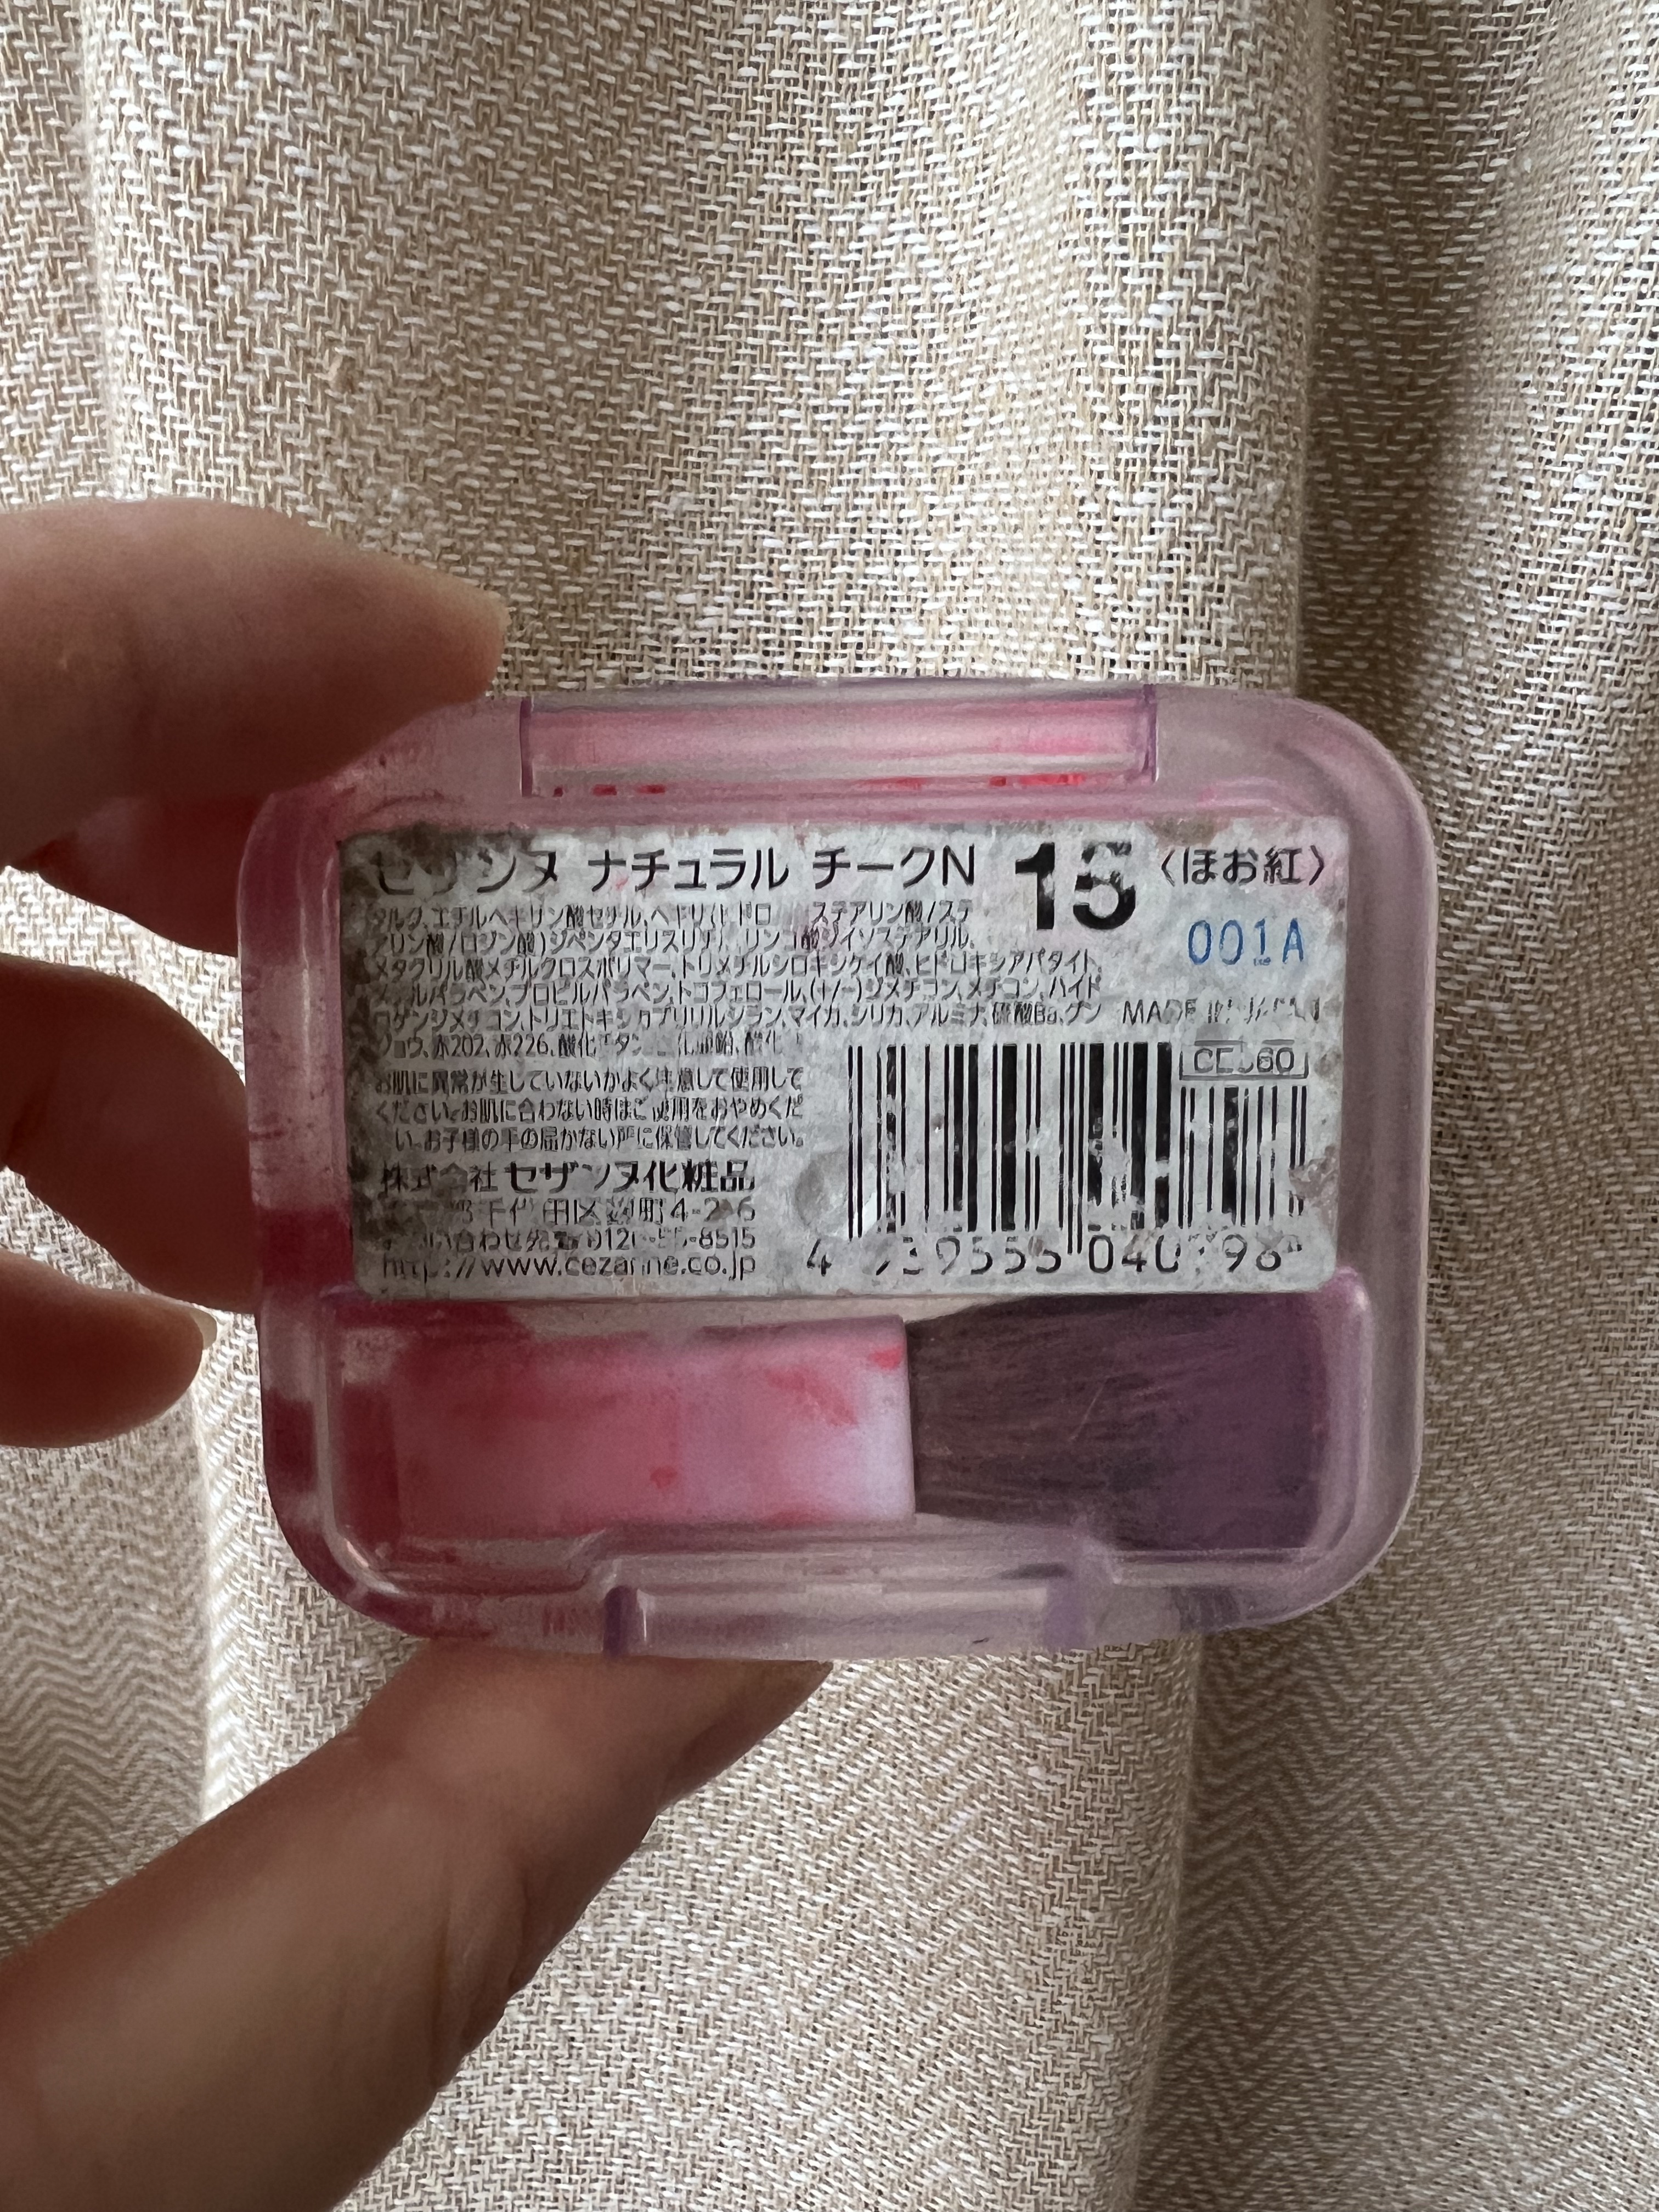 セザンヌ ナチュラル チークN 15 〈ほお紅〉
タルク、エチルヘキサン酸セチル、 ステアリン酸/ステ
アリン酸/ロジン酸)ジペンタエリスリチル、リンゴ酸ジイソステアリル、
メタクリル酸メチルクロスポリマー、トリメチルシロキシケイ酸、ヒドロキシアパタイト、
メチルパラベン、プロピルパラベン、トコフェロール、(+/-)ジメチコン、メチコン、ハイド
ロゲンジメチコン、トリエトキシカプリリルシラン、マイカ、シリカ、アルミナ、硫酸Ba、グン
ジョウ、赤202、赤226、酸化チタン、
001A
MADE IN JAPAN
お肌に異常が生じていないかよく注意して使用して
ください。お肌に合わない時はご使用をおやめくだ
い。お子様の手の届かない所に保管してください。
株式会社 セザンヌ化粧品
千代田区麹町4-2-6
8515
http://www.cezanne.co.jp